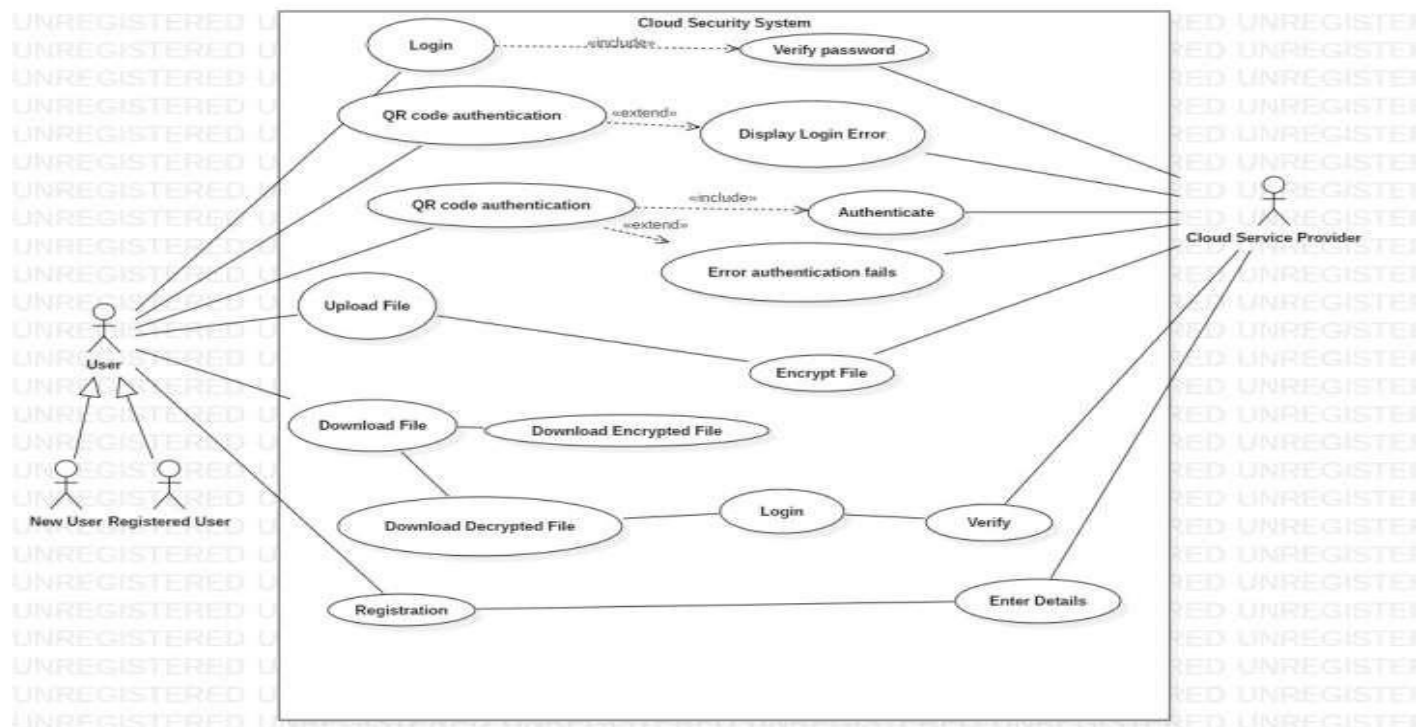 Cloud Security System
Login
«include»
Verify password
QR code authentication
«extend»
Display Login Error
QR code authentication
«include»
Authenticate
«extend»
Error authentication fails
Cloud Service Provider
Upload File
User
Encrypt File
Download File
Download Encrypted File
New User
Registered User
Download Decrypted File
Login
Verify
Registration
Enter Details
UNREGISTERED